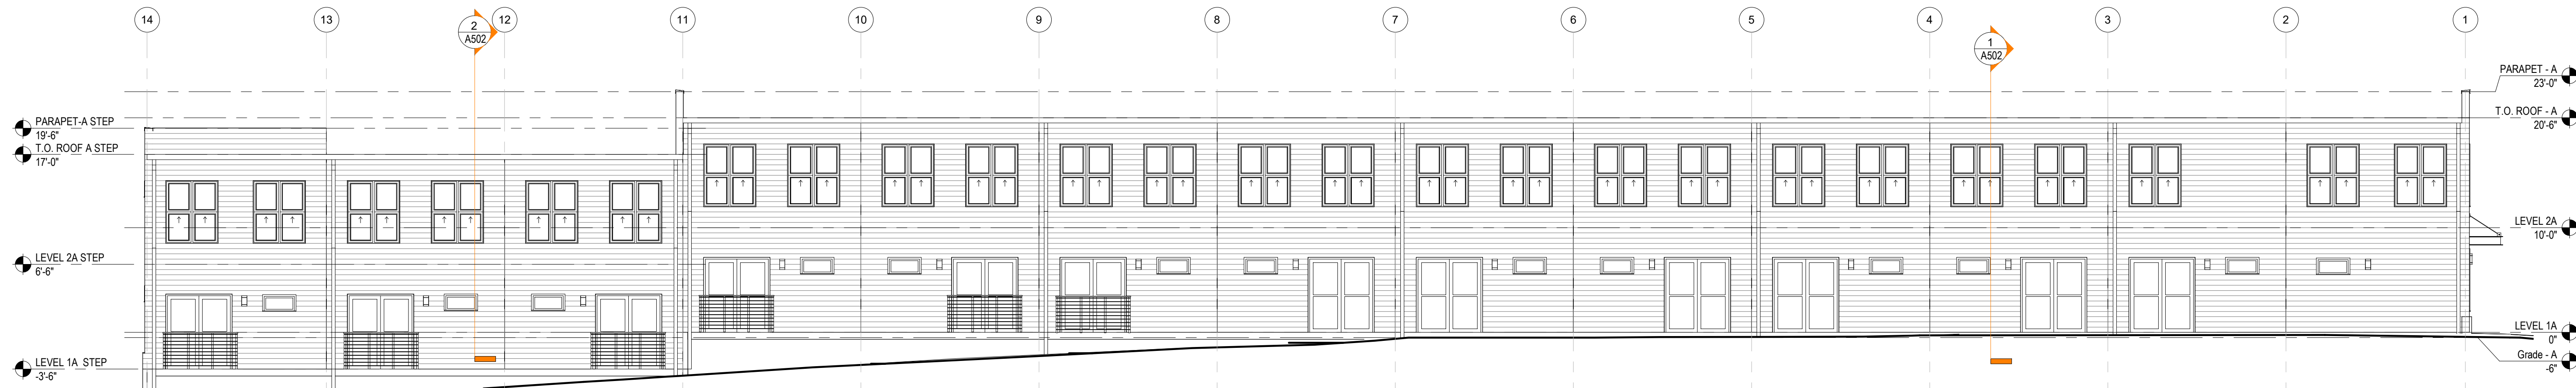 14
13
12
11
10
9
8
7
6
5
4
3
2
1
2
A502
1
A502
PARAPET - A
23'-0"
T.O. ROOF - A
20'-6"
LEVEL 2A
10'-0"
LEVEL 1A
0"
Grade - A
-6"
PARAPET-A STEP
19'-6"
T.O. ROOF A STEP
17'-0"
LEVEL 2A STEP
6'-6"
LEVEL 1A STEP
-3'-6"